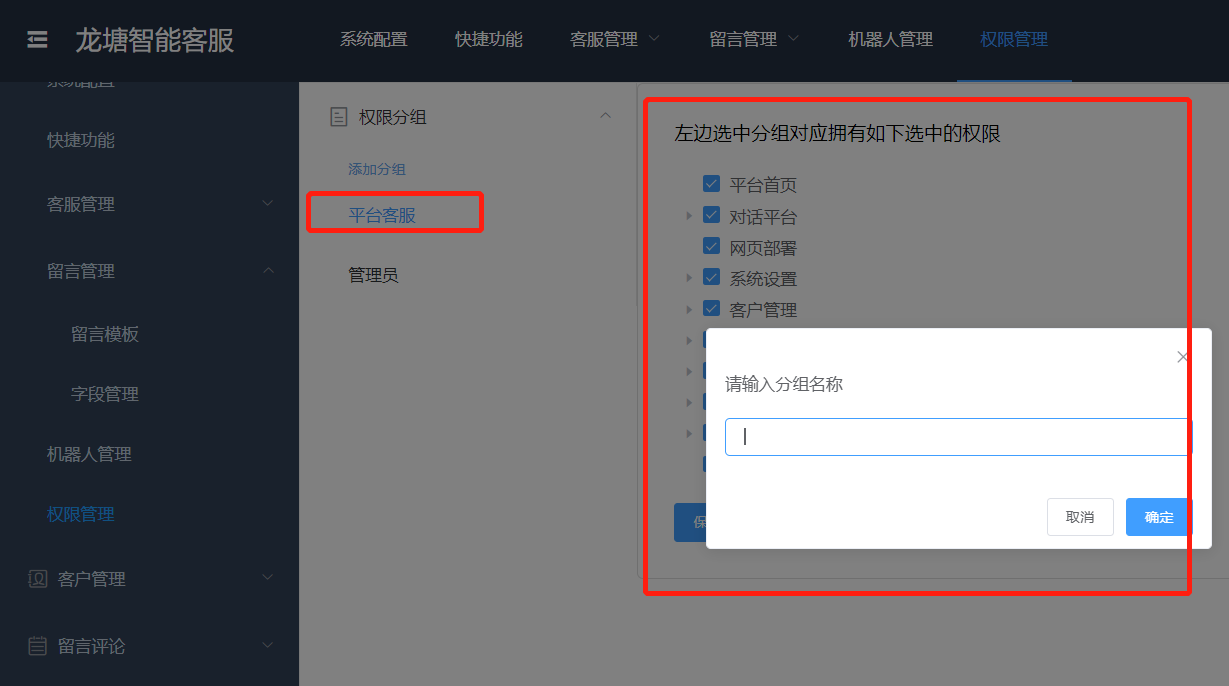 龙塘智能客服
系统配置 快捷功能 客服管理 留言管理 机器人管理 权限管理
系统配置
快捷功能
客服管理
留言管理
留言模板
字段管理
机器人管理
权限管理
客户管理
留言评论
权限分组
添加分组
平台客服
管理员
左边选中分组对应拥有如下选中的权限
平台首页
对话平台
网页部署
系统设置
客户管理
请输入分组名称
取消 确定